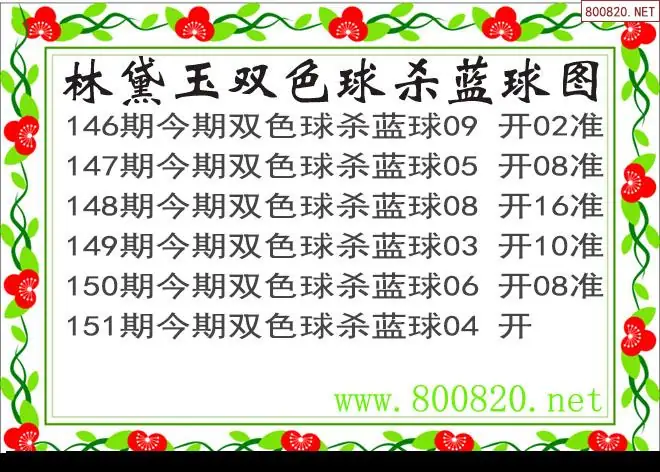 800820.NET
林黛玉双色球杀蓝球图
146期今期双色球杀蓝球09 开02准
147期今期双色球杀蓝球05 开08准
148期今期双色球杀蓝球08 开16准
149期今期双色球杀蓝球03 开10准
150期今期双色球杀蓝球06 开08准
151期今期双色球杀蓝球04 开
www.800820.net